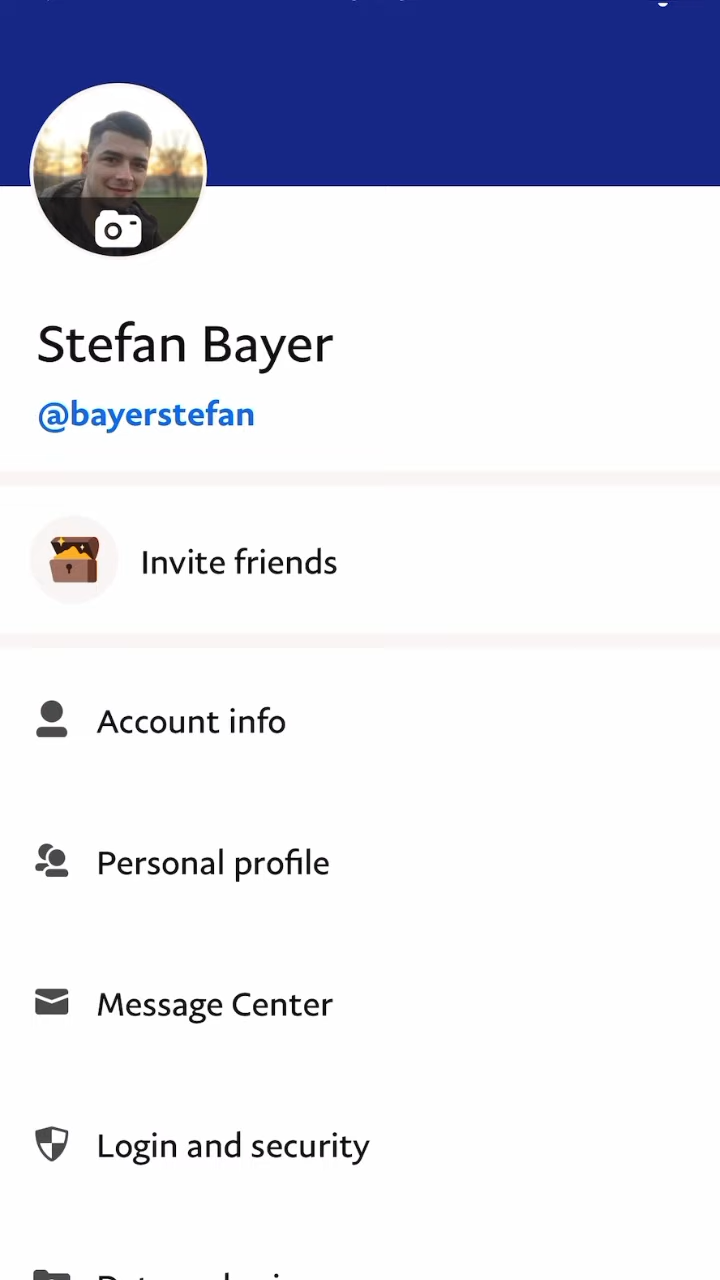 Stefan Bayer
@bayerstefan
Invite friends
Account info
Personal profile
Message Center
Login and security